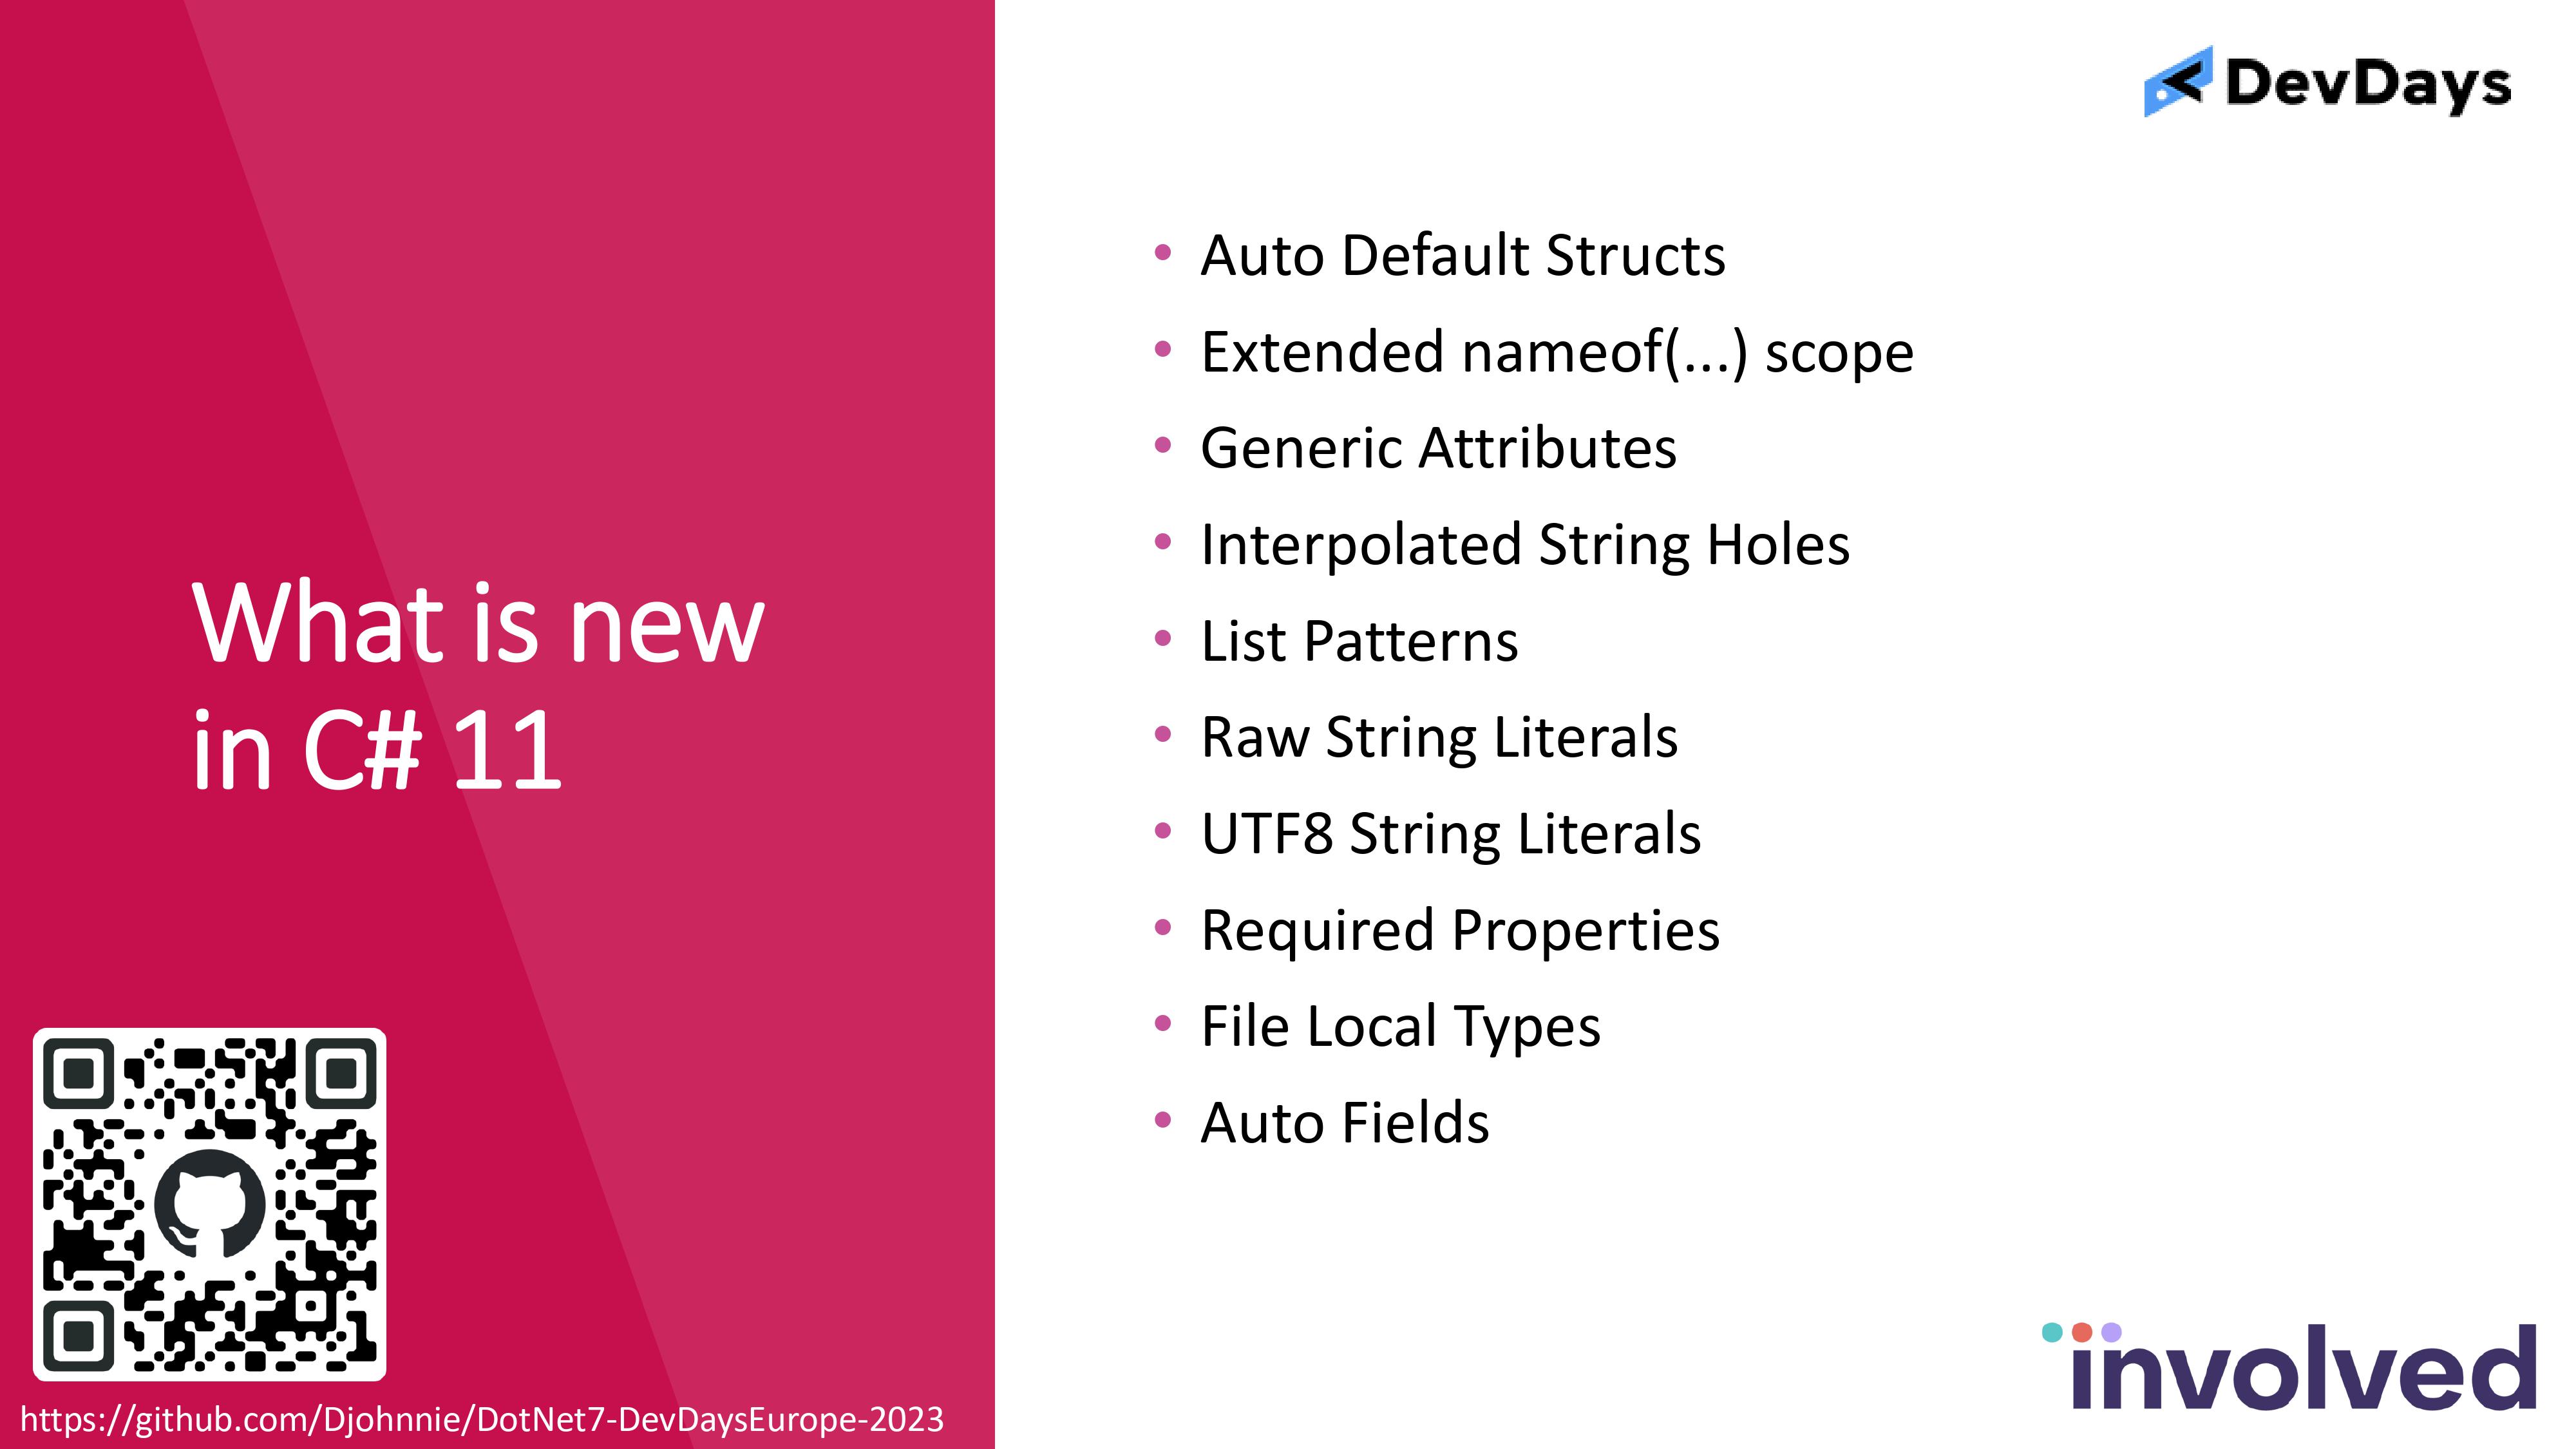 What is new
in C# 11
https://github.com/Djohnnie/DotNet7-DevDaysEurope-2023
DevDays
• Auto Default Structs
• Extended nameof(...) scope
• Generic Attributes
• Interpolated String Holes
• List Patterns
• Raw String Literals
• UTF8 String Literals
• Required Properties
• File Local Types
• Auto Fields
involved